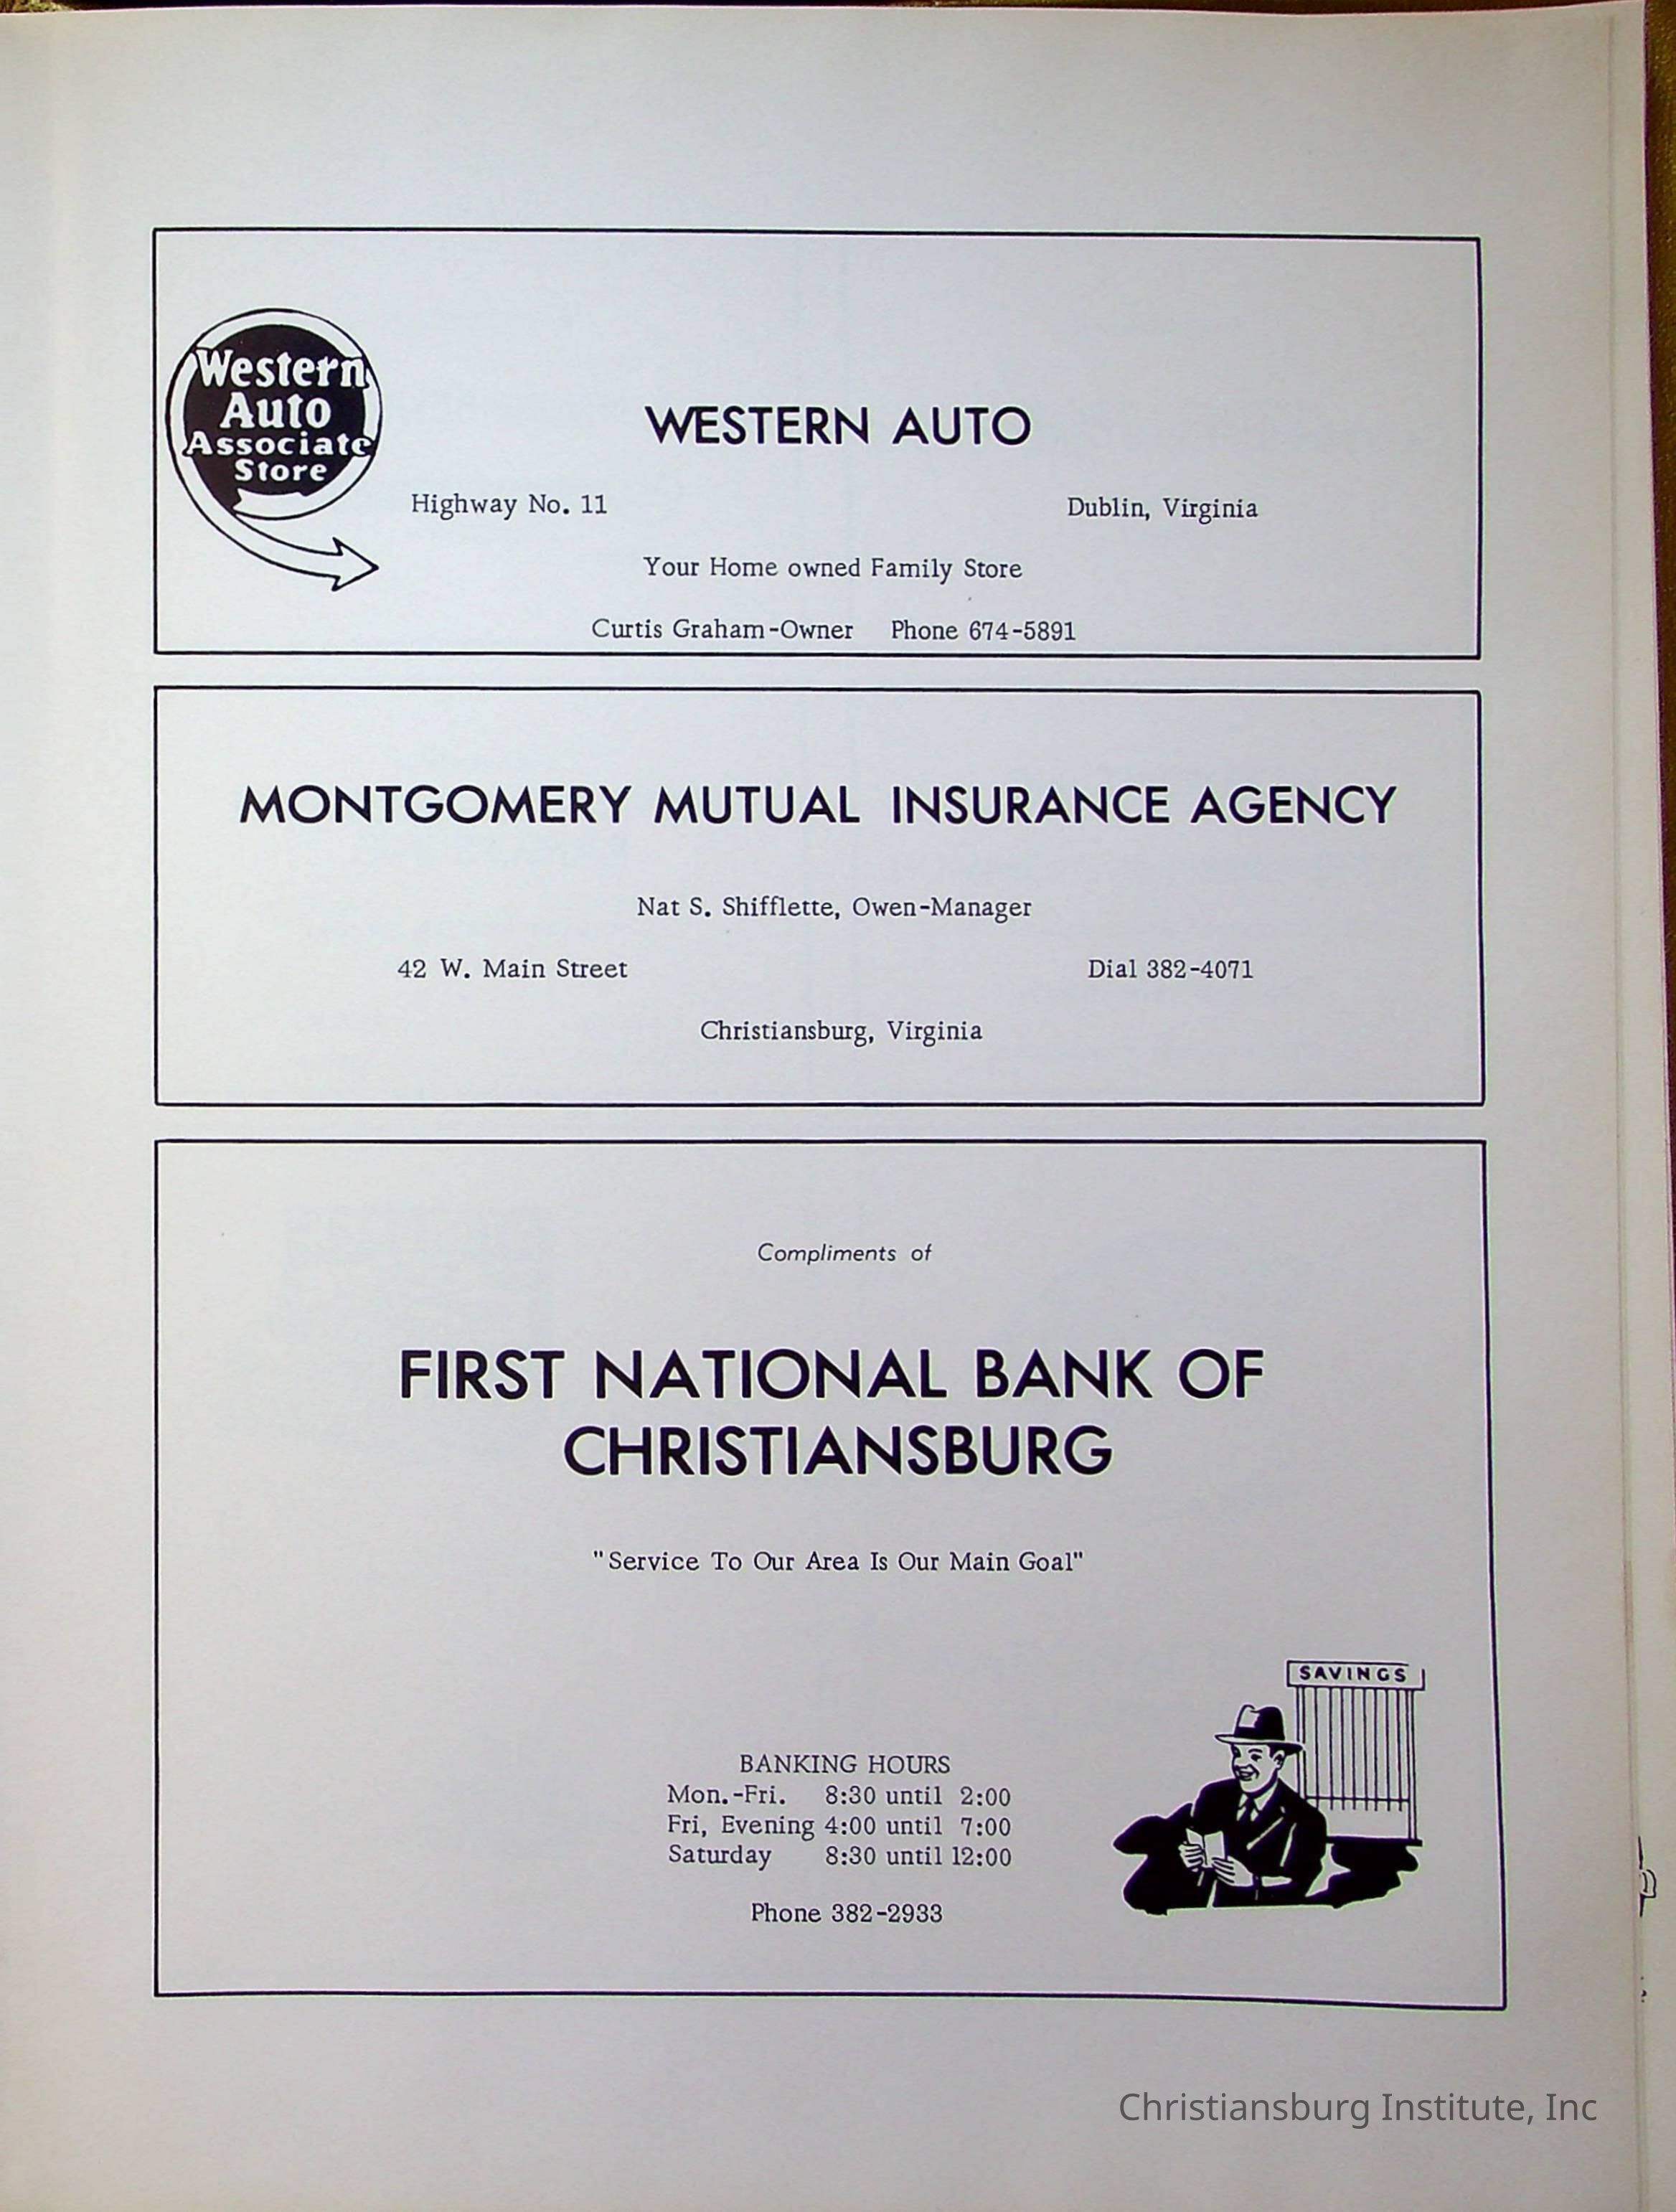 Western
Auto
Associate
Store
WESTERN AUTO
Highway No. 11 Dublin, Virginia
Your Home owned Family Store
Curtis Graham-Owner Phone 674-5891
MONTGOMERY MUTUAL INSURANCE AGENCY
Nat S. Shifflette, Owen-Manager
42 W. Main Street Dial 382-4071
Christiansburg, Virginia
Compliments of
FIRST NATIONAL BANK OF
CHRISTIANSBURG
"Service To Our Area Is Our Main Goal"
SAVINGS
BANKING HOURS
Mon.-Fri. 8:30 until 2:00
Fri, Evening 4:00 until 7:00
Saturday 8:30 until 12:00
Phone 382-2933
Christiansburg Institute, Inc